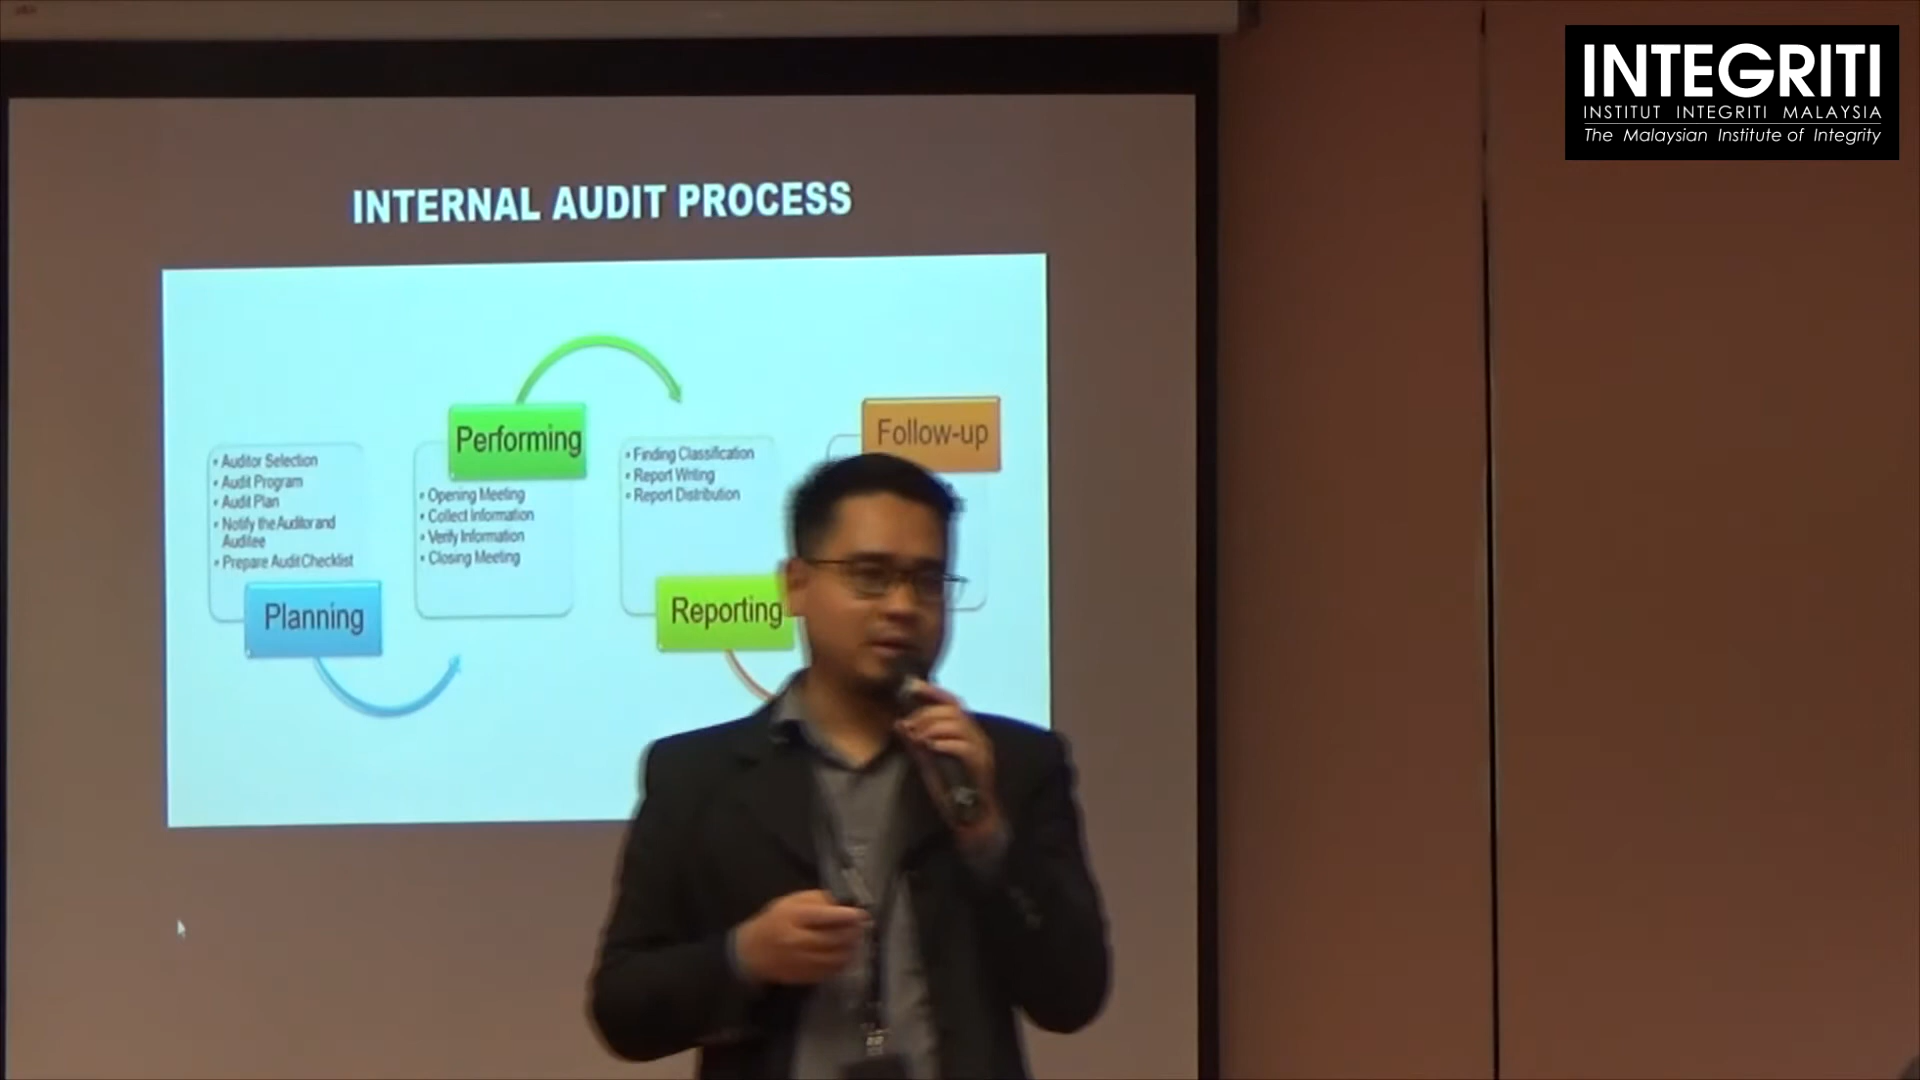 INTEGRITI
INSTITUT INTEGRITI MALAYSIA
The Malaysian Institute of Integrity
INTERNAL AUDIT PROCESS
• Auditor Selection
• Audit Program
• Audit Plan
• Notify the Auditor and
Auditee
• Prepare Audit Checklist
Planning
Performing
• Opening Meeting
• Collect Information
• Verify Information
• Closing Meeting
• Finding Classification
• Report Writing
• Report Distribution
Reporting
Follow-up